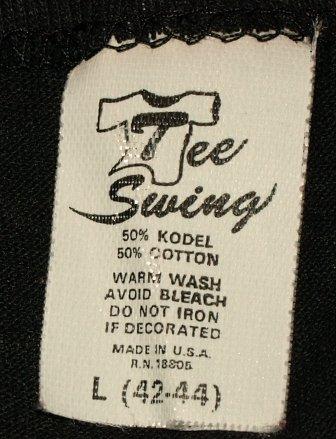 Tee
Swing
50% KODEL
50% COTTON
WARM WASH
AVOID BLEACH
DO NOT IRON
IF DECORATED
MADE IN U.S.A.
R.N. 18805
L (42-44)